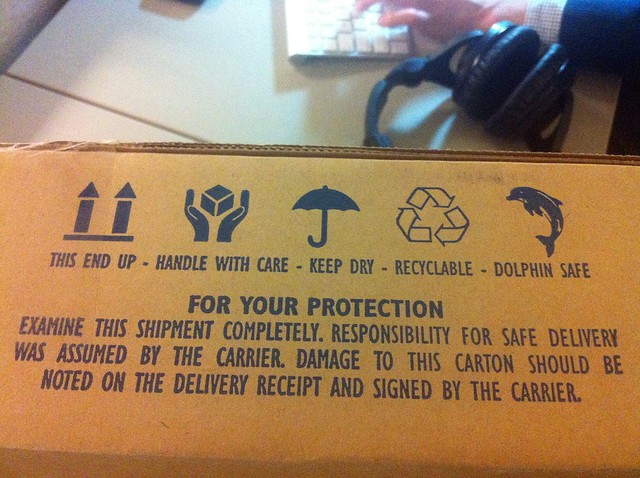 THIS END UP - HANDLE WITH CARE - KEEP DRY - RECYCLABLE - DOLPHIN SAFE
FOR YOUR PROTECTION
EXAMINE THIS SHIPMENT COMPLETELY. RESPONSIBILITY FOR SAFE DELIVERY
WAS ASSUMED BY THE CARRIER. DAMAGE TO THIS CARTON SHOULD BE
NOTED ON THE DELIVERY RECEIPT AND SIGNED BY THE CARRIER.